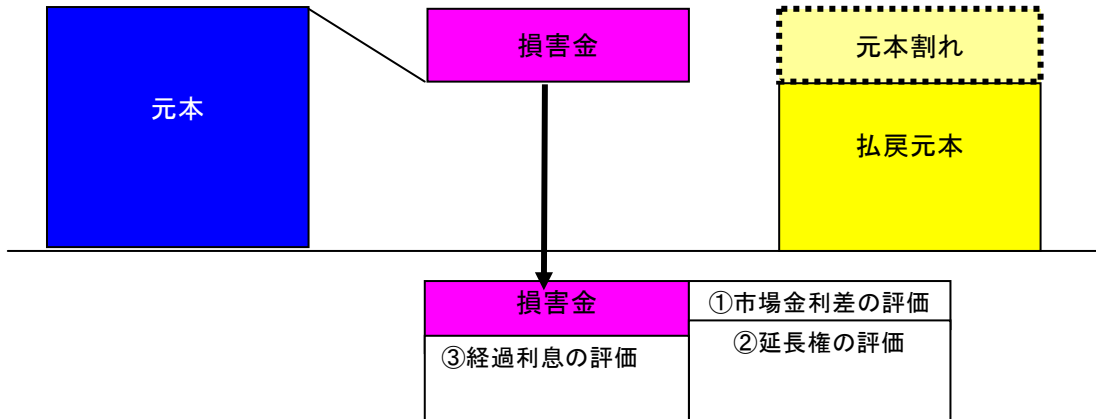 元本
損害金
元本割れ
払戻元本
損害金
①市場金利差の評価
②延長権の評価
③経過利息の評価